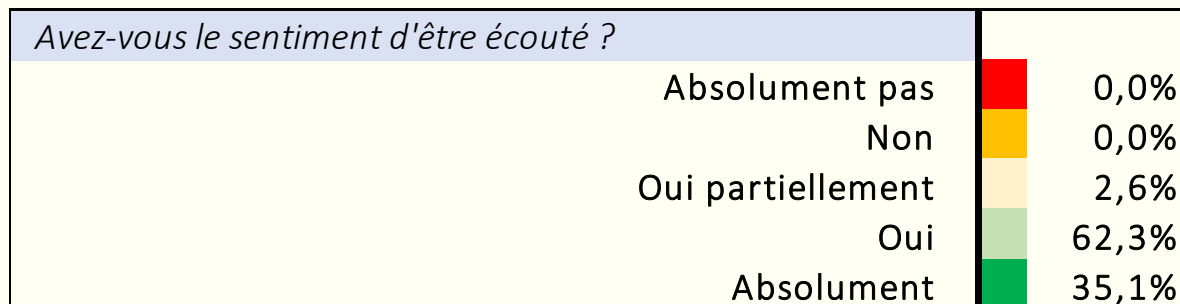 Avez-vous le sentiment d'être écouté ?
Absolument pas 0,0%
Non 0,0%
Oui partiellement 2,6%
Oui 62,3%
Absolument 35,1%